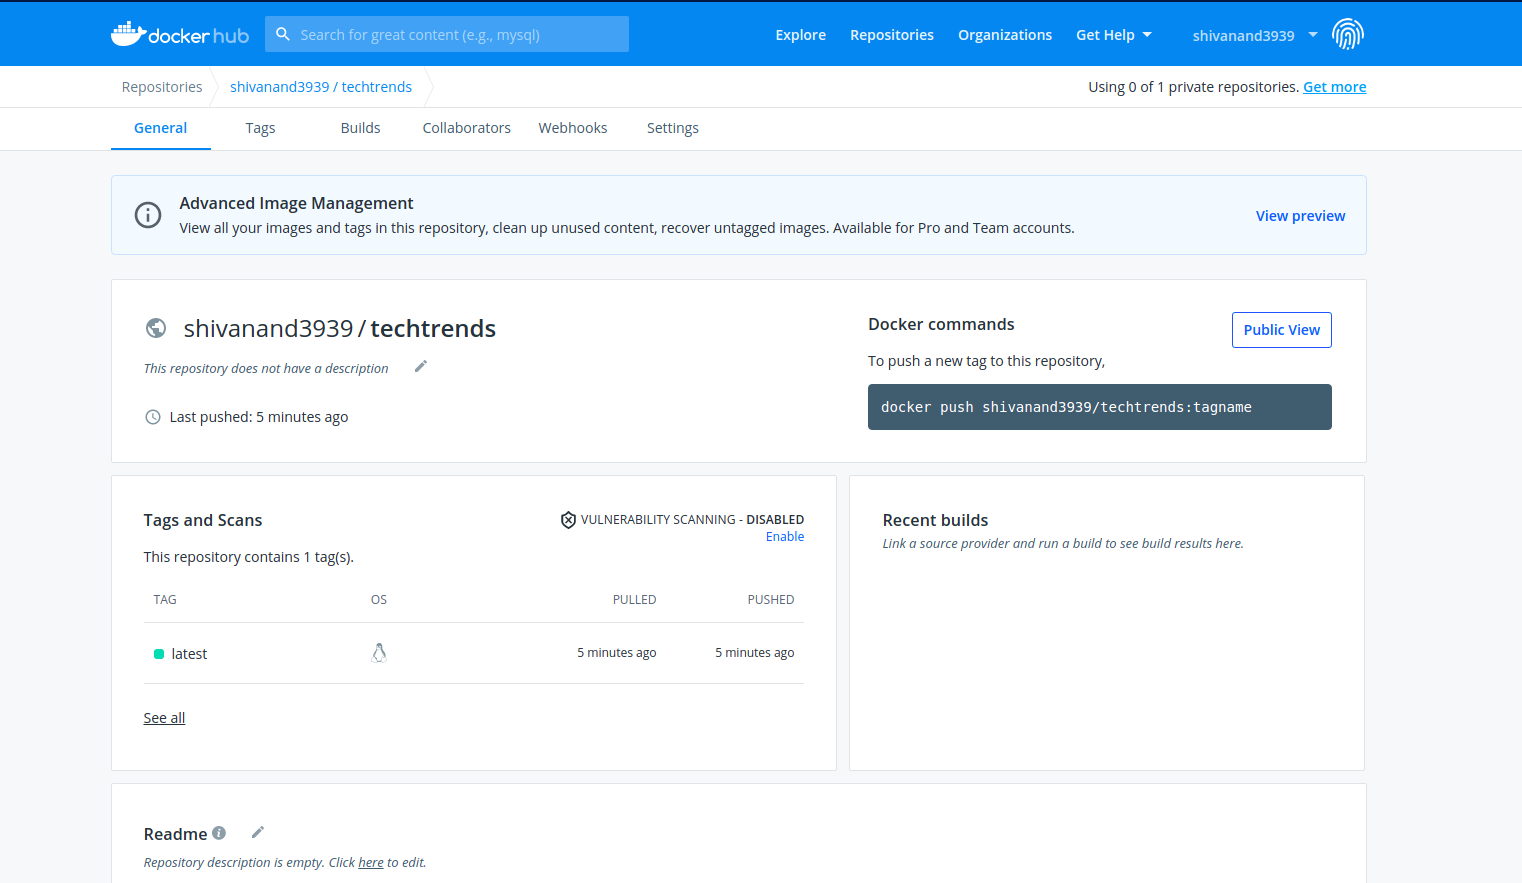 docker hub
Search for great content (e.g., mysql)
Explore
Repositories
Organizations
Get Help
shivanand3939
Repositories
shivanand3939 / techtrends
Using 0 of 1 private repositories. Get more
General
Tags
Builds
Collaborators
Webhooks
Settings
Advanced Image Management
View all your images and tags in this repository, clean up unused content, recover untagged images. Available for Pro and Team accounts.
View preview
shivanand3939 / techtrends
This repository does not have a description
Last pushed: 5 minutes ago
Docker commands
Public View
To push a new tag to this repository,
docker push shivanand3939/techtrends:tagname
Tags and Scans
VULNERABILITY SCANNING - DISABLED
Enable
This repository contains 1 tag(s).
TAG OS PULLED PUSHED
latest 5 minutes ago 5 minutes ago
See all
Recent builds
Link a source provider and run a build to see build results here.
Readme
Repository description is empty. Click here to edit.